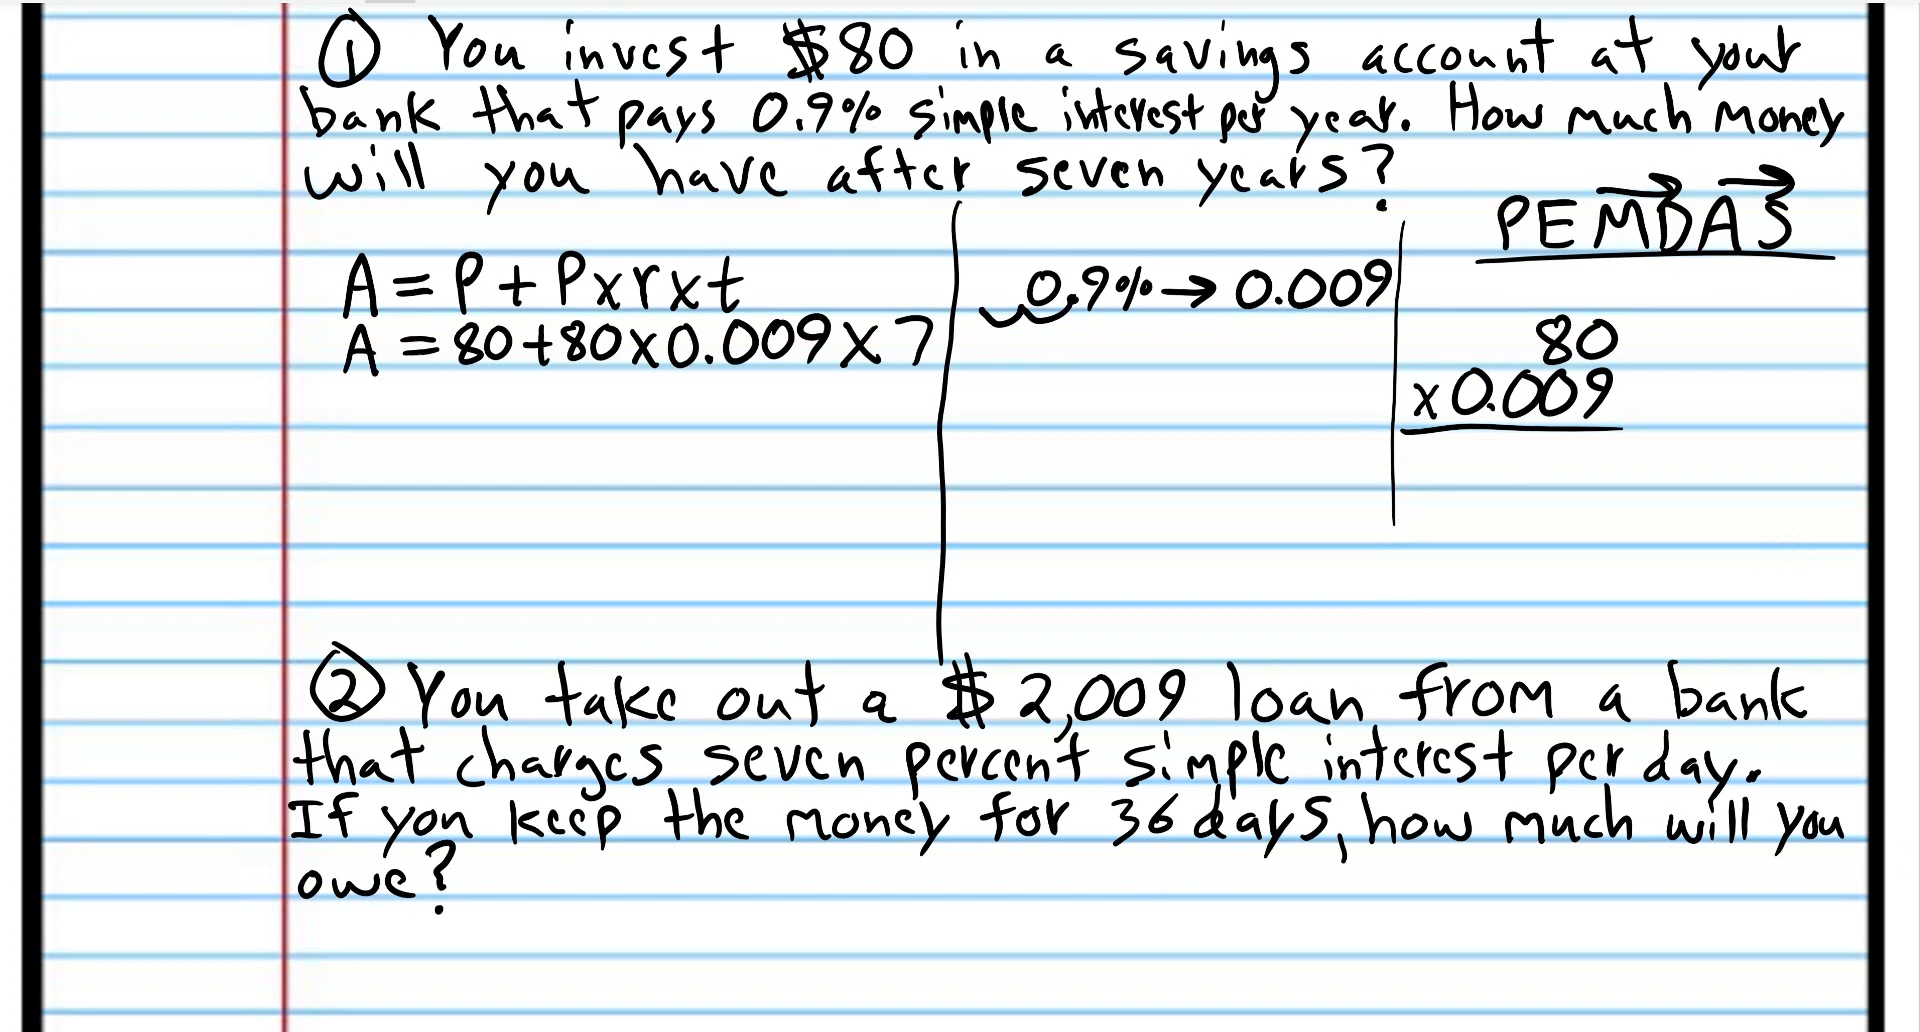 ① You invest $80 in a savings account at your
bank that pays 0.9% simple interest per year. How much money
will you have after seven years?
PEMDAS
A = P + P x r x t
A = 80 + 80 x 0.009 x 7
0.9% → 0.009
80
x 0.009
② You take out a $2,009 loan from a bank
that charges seven percent simple interest per day.
If you keep the money for 36 days, how much will you
owe?